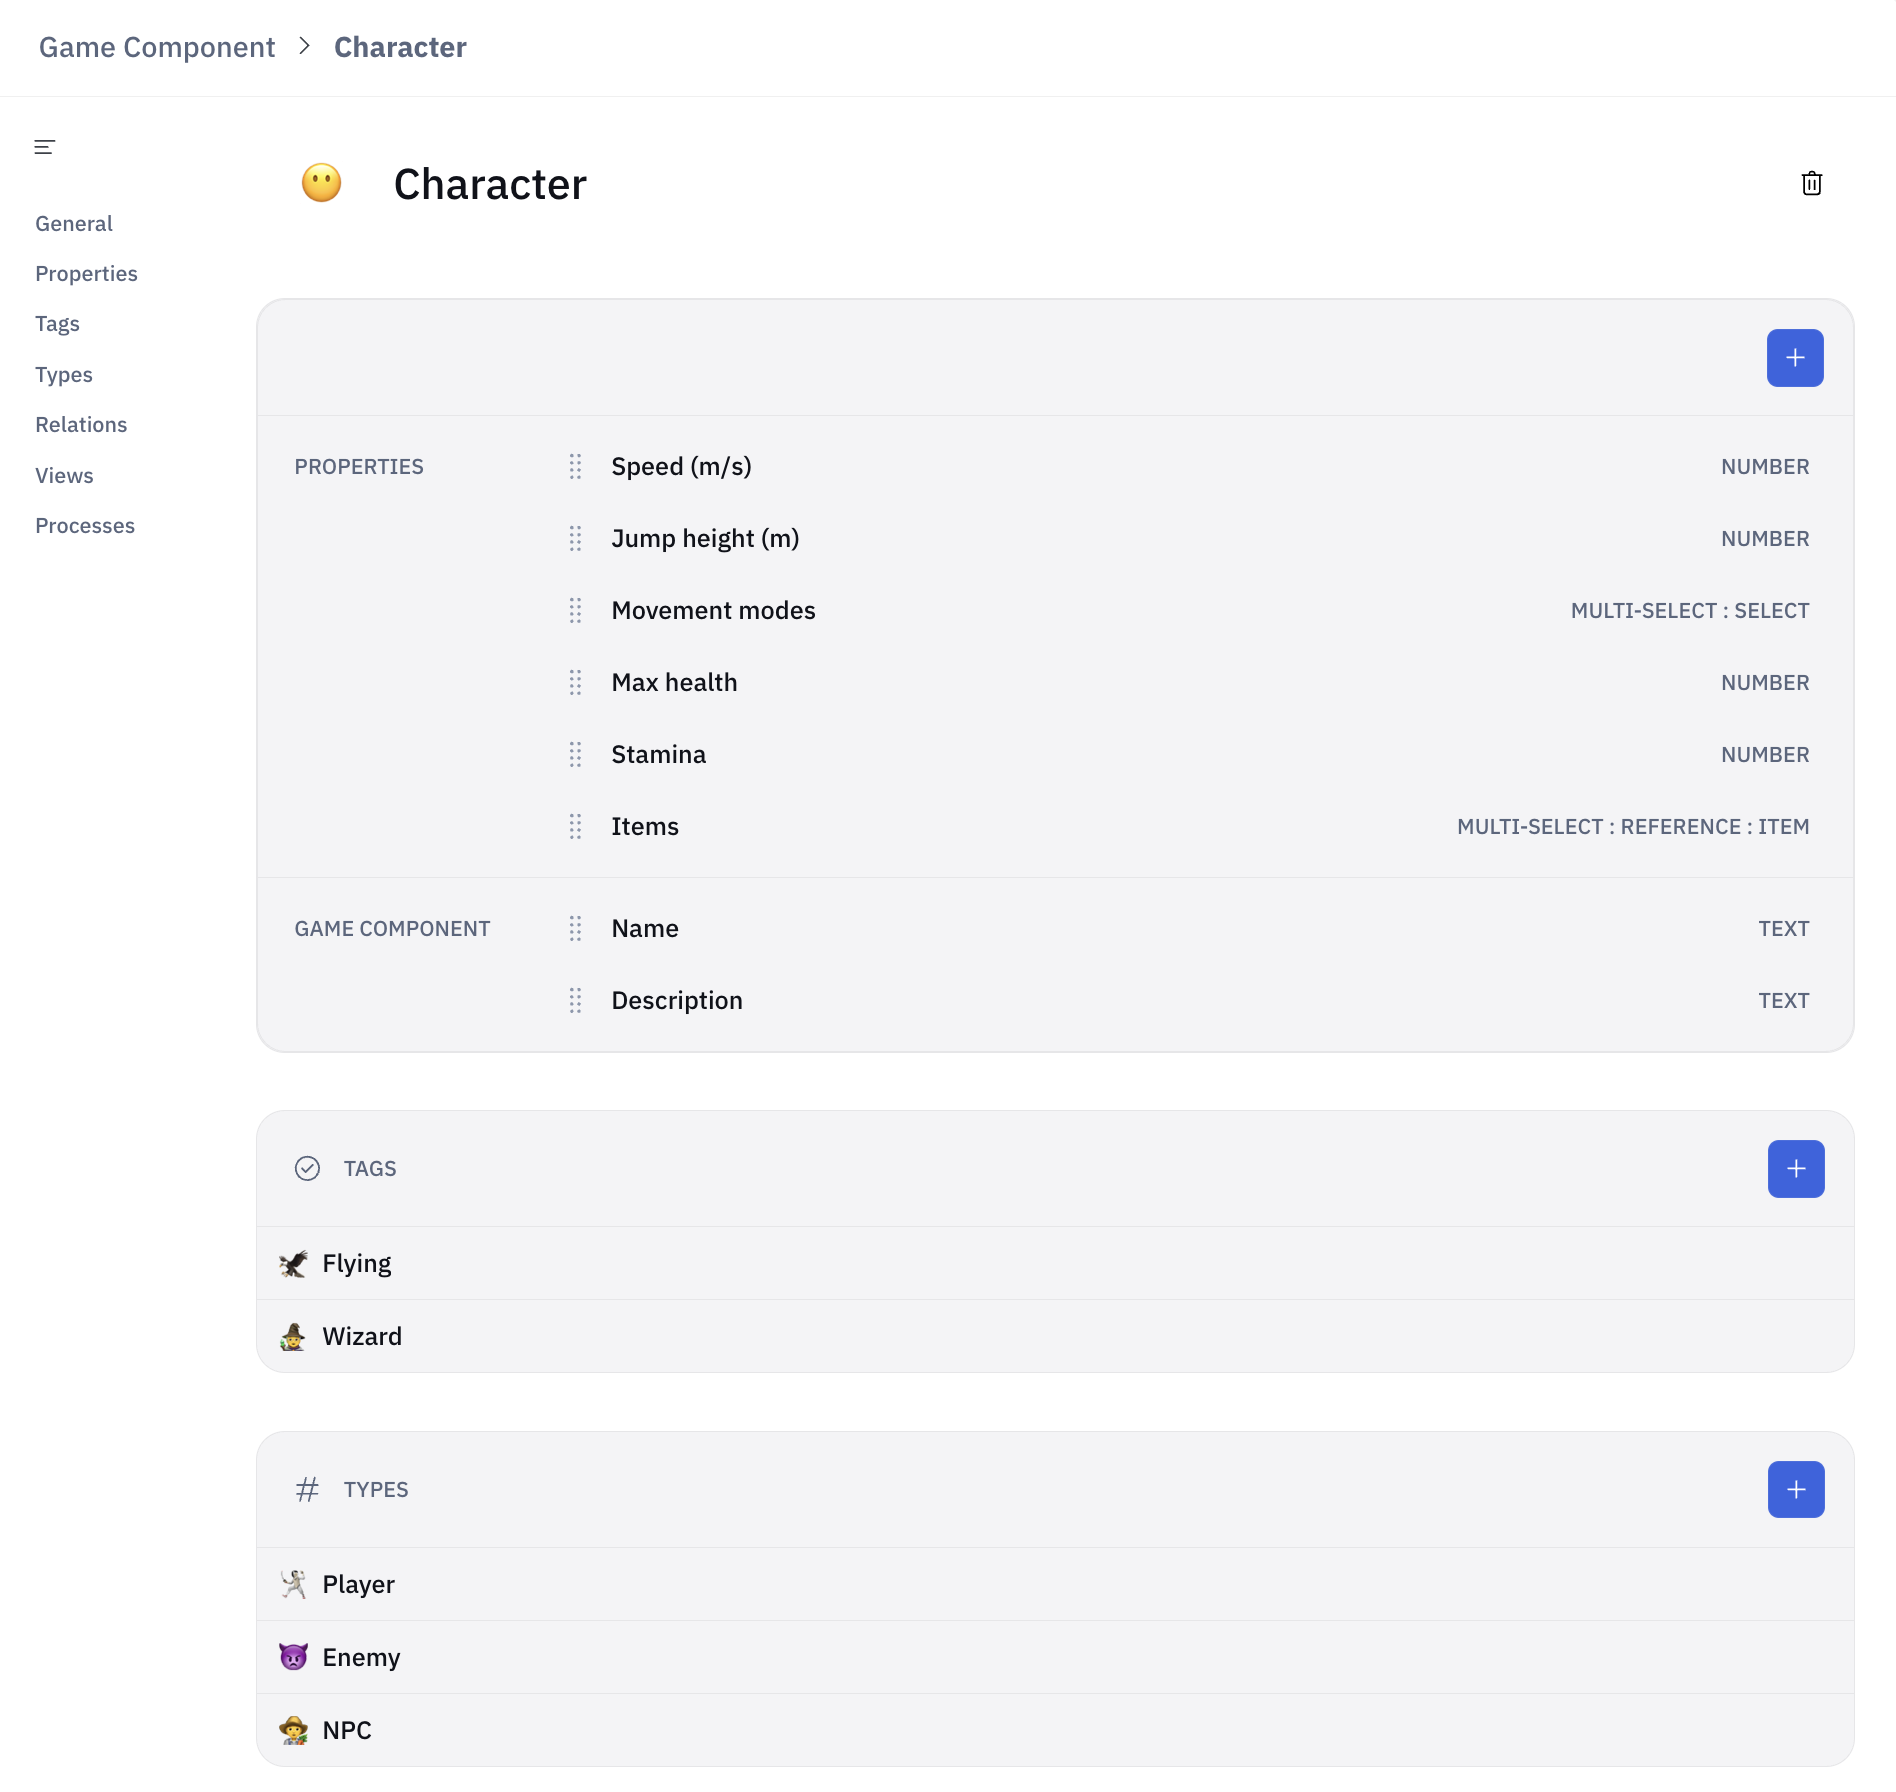 Game Component > Character
Character
General
Properties
Tags
Types
Relations
Views
Processes
PROPERTIES Speed (m/s) NUMBER
Jump height (m) NUMBER
Movement modes MULTI-SELECT : SELECT
Max health NUMBER
Stamina NUMBER
Items MULTI-SELECT : REFERENCE : ITEM
GAME COMPONENT Name TEXT
Description TEXT
TAGS
Flying
Wizard
TYPES
Player
Enemy
NPC